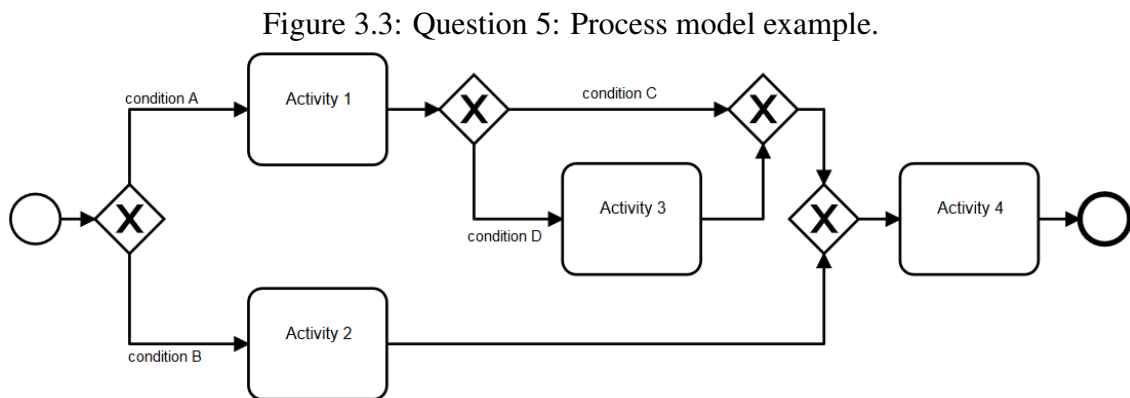 Figure 3.3: Question 5: Process model example.
condition A
Activity 1
X
condition C
X
X
condition D
Activity 3
X
Activity 4
condition B
Activity 2